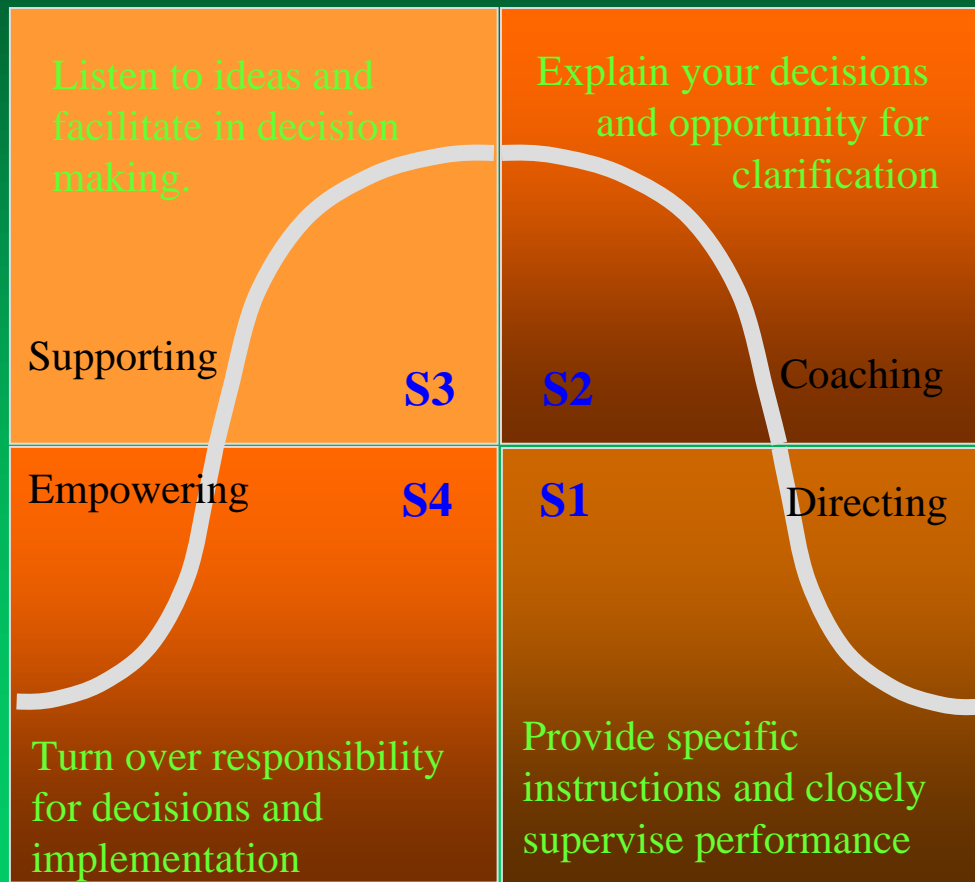 Listen to ideas and
facilitate in decision
making.
Supporting
S3
Explain your decisions
and opportunity for
clarification
S2
Coaching
Empowering
S4
Turn over responsibility
for decisions and
implementation
S1
Directing
Provide specific
instructions and closely
supervise performance